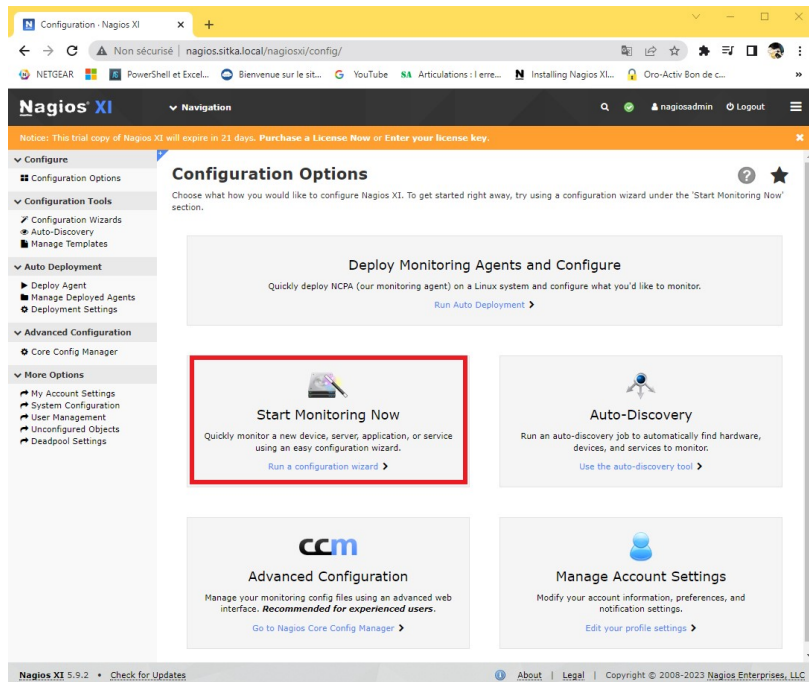 Configuration · Nagios XI
Non sécurisé | nagios.sitka.local/nagiosxi/config/
NETGEAR
PowerShell et Excel...
Bienvenue sur le sit...
YouTube
Articulations : l erre...
Installing Nagios XI...
Oro-Activ Bon de c...
»
Nagios® XI
Navigation
nagiosadmin
Logout
Notice: This trial copy of Nagios XI will expire in 21 days. Purchase a License Now or Enter your license key.
Configure
Configuration Options
Configuration Tools
Configuration Wizards
Auto-Discovery
Manage Templates
Auto Deployment
Deploy Agent
Manage Deployed Agents
Deployment Settings
Advanced Configuration
Core Config Manager
More Options
My Account Settings
System Configuration
User Management
Unconfigured Objects
Deadpool Settings
Configuration Options
Choose what how you would like to configure Nagios XI. To get started right away, try using a configuration wizard under the 'Start Monitoring Now'
section.
Deploy Monitoring Agents and Configure
Quickly deploy NCPA (our monitoring agent) on a Linux system and configure what you'd like to monitor.
Run Auto Deployment
Start Monitoring Now
Quickly monitor a new device, server, application, or service
using an easy configuration wizard.
Run a configuration wizard
Auto-Discovery
Run an auto-discovery job to automatically find hardware,
devices, and services to monitor.
Use the auto-discovery tool
ccm
Advanced Configuration
Manage your monitoring config files using an advanced web
interface. Recommended for experienced users.
Go to Nagios Core Config Manager
Manage Account Settings
Modify your account information, preferences, and
notification settings.
Edit your profile settings
Nagios XI 5.9.2 • Check for Updates
About | Legal | Copyright © 2008-2023 Nagios Enterprises, LLC